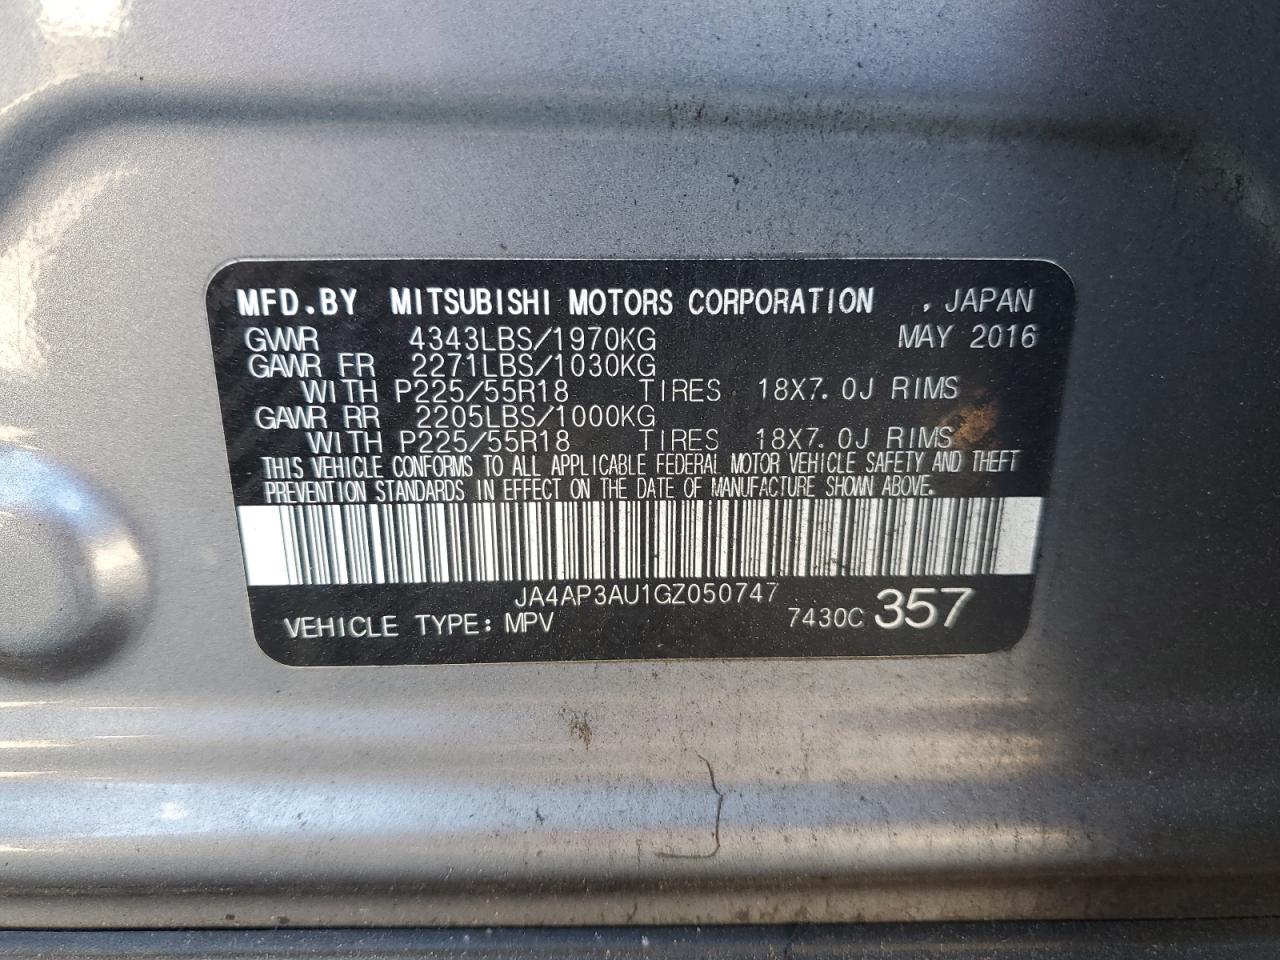 MFD.BY MITSUBISHI MOTORS CORPORATION , JAPAN
GVWR 4343LBS/1970KG MAY 2016
GAWR FR 2271LBS/1030KG
WITH P225/55R18 TIRES 18X7.0J RIMS
GAWR RR 2205LBS/1000KG
WITH P225/55R18 TIRES 18X7.0J RIMS
THIS VEHICLE CONFORMS TO ALL APPLICABLE FEDERAL MOTOR VEHICLE SAFETY AND THEFT
PREVENTION STANDARDS IN EFFECT ON THE DATE OF MANUFACTURE SHOWN ABOVE.
JA4AP3AU1GZ050747
VEHICLE TYPE: MPV 7430C 357